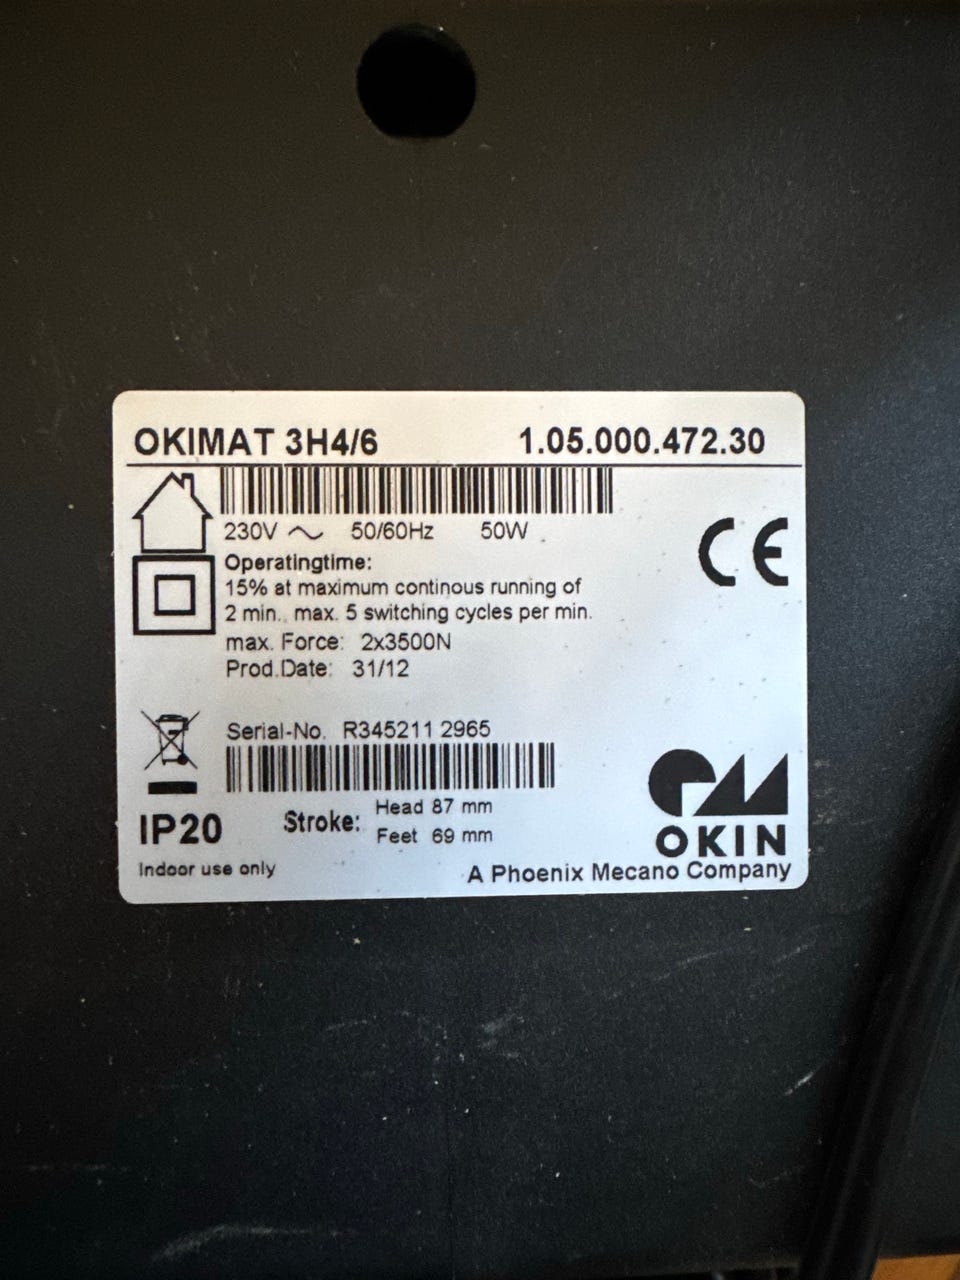 OKIMAT 3H4/6 1.05.000.472.30
230V ~ 50/60Hz 50W
CE
Operatingtime:
15% at maximum continous running of
2 min., max. 5 switching cycles per min.
max. Force: 2x3500N
Prod.Date: 31/12
Serial-No. R345211 2965
Stroke: Head 87 mm
Feet 69 mm
IP20
Indoor use only
OKIN
A Phoenix Mecano Company